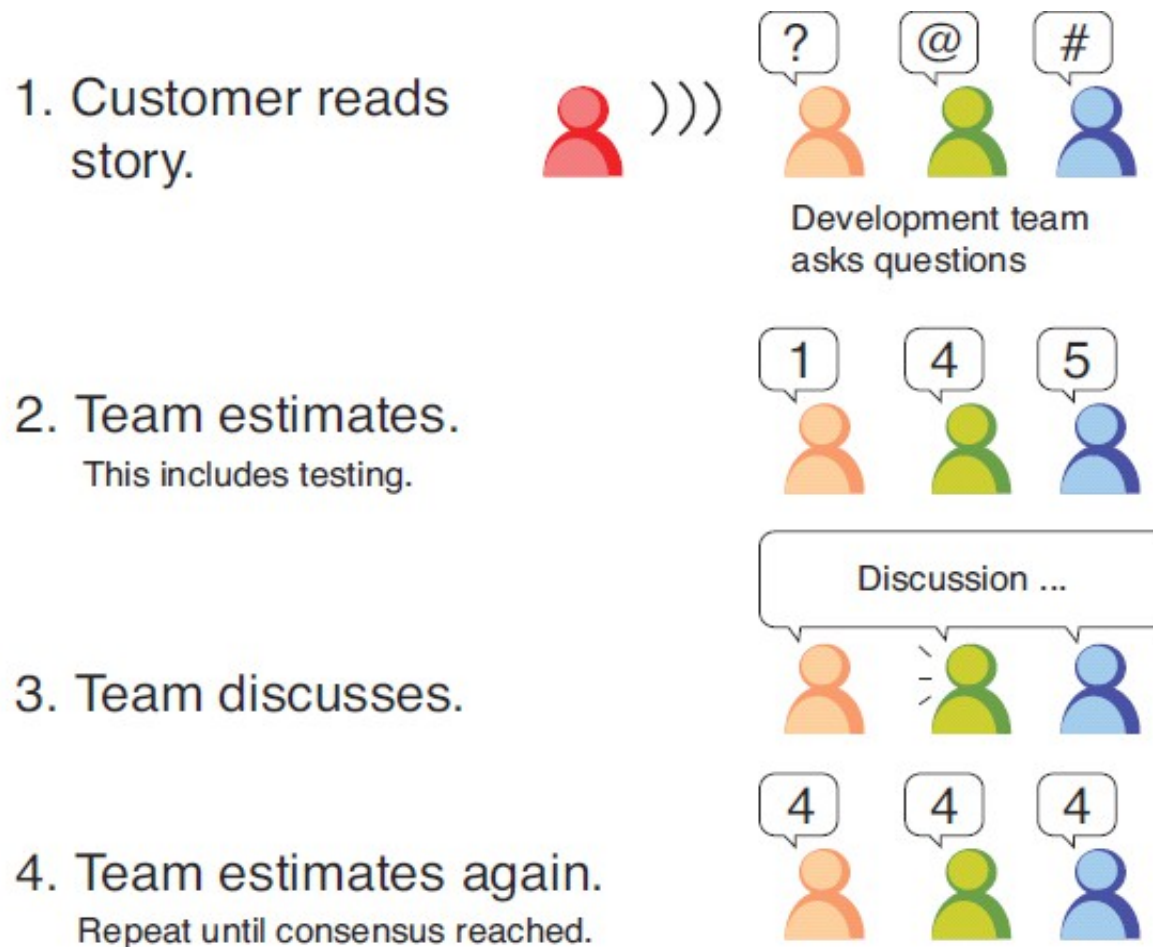 1. Customer reads
story.
)))
?
@
#
Development team
asks questions
2. Team estimates.
This includes testing.
1
4
5
3. Team discusses.
Discussion ...
4. Team estimates again.
Repeat until consensus reached.
4
4
4